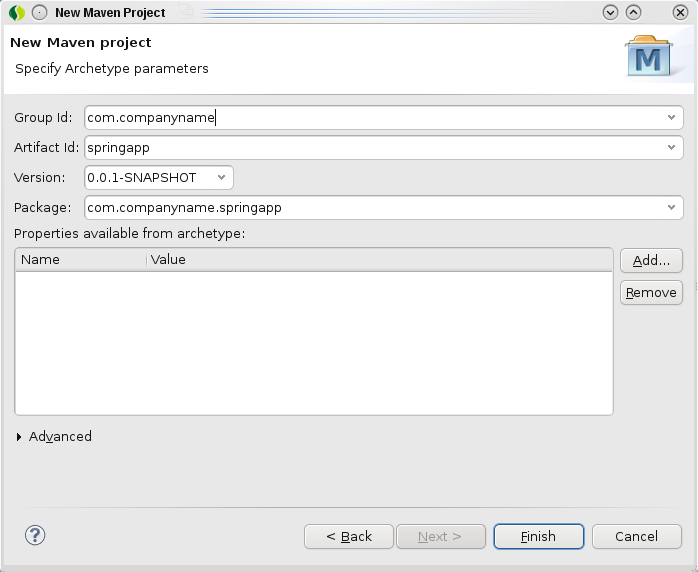 New Maven Project
New Maven project
Specify Archetype parameters
M
Group Id: com.companyname
Artifact Id: springapp
Version: 0.0.1-SNAPSHOT
Package: com.companyname.springapp
Properties available from archetype:
Name Value
Add...
Remove
Advanced
? < Back Next > Finish Cancel